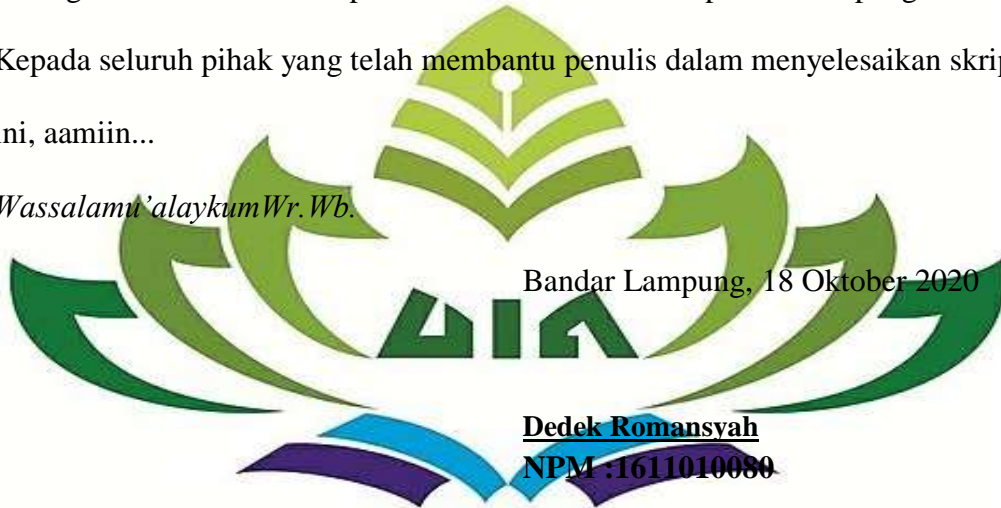 Kepada seluruh pihak yang telah membantu penulis dalam menyelesaikan skrip
ini, aamiin...
Wassalamu’alaykumWr.Wb.
Bandar Lampung, 18 Oktober 2020
UIN
Dedek Romansyah
NPM :1611010080